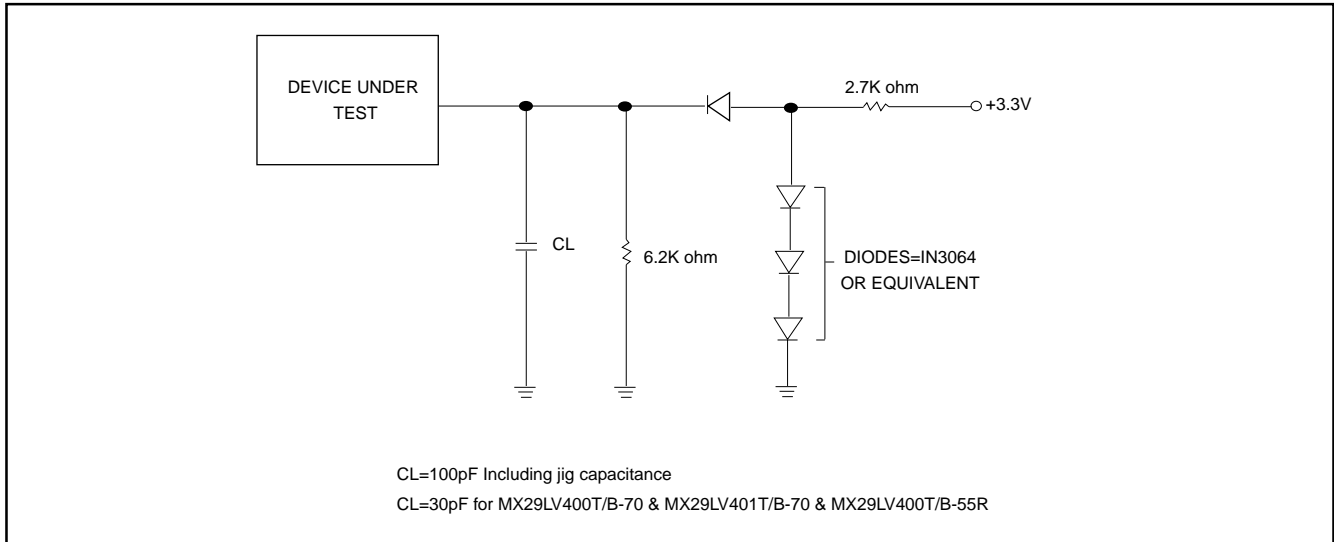 DEVICE UNDER
TEST
2.7K ohm
+3.3V
CL
6.2K ohm
DIODES=IN3064
OR EQUIVALENT
CL=100pF Including jig capacitance
CL=30pF for MX29LV400T/B-70 & MX29LV401T/B-70 & MX29LV400T/B-55R